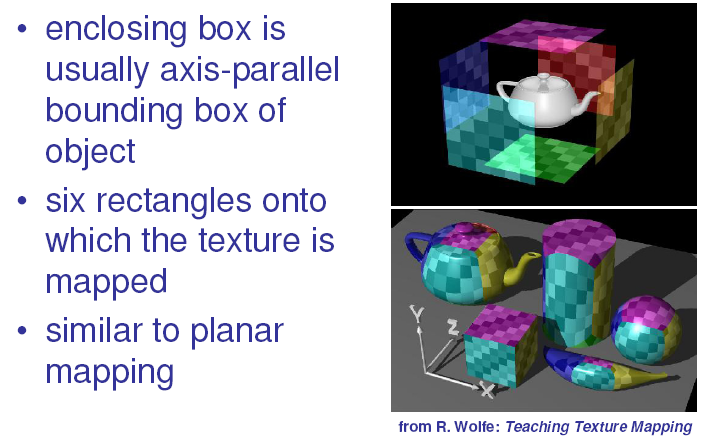 • enclosing box is
usually axis-parallel
bounding box of
object
• six rectangles onto
which the texture is
mapped
• similar to planar
mapping
Y
Z
X
from R. Wolfe: Teaching Texture Mapping